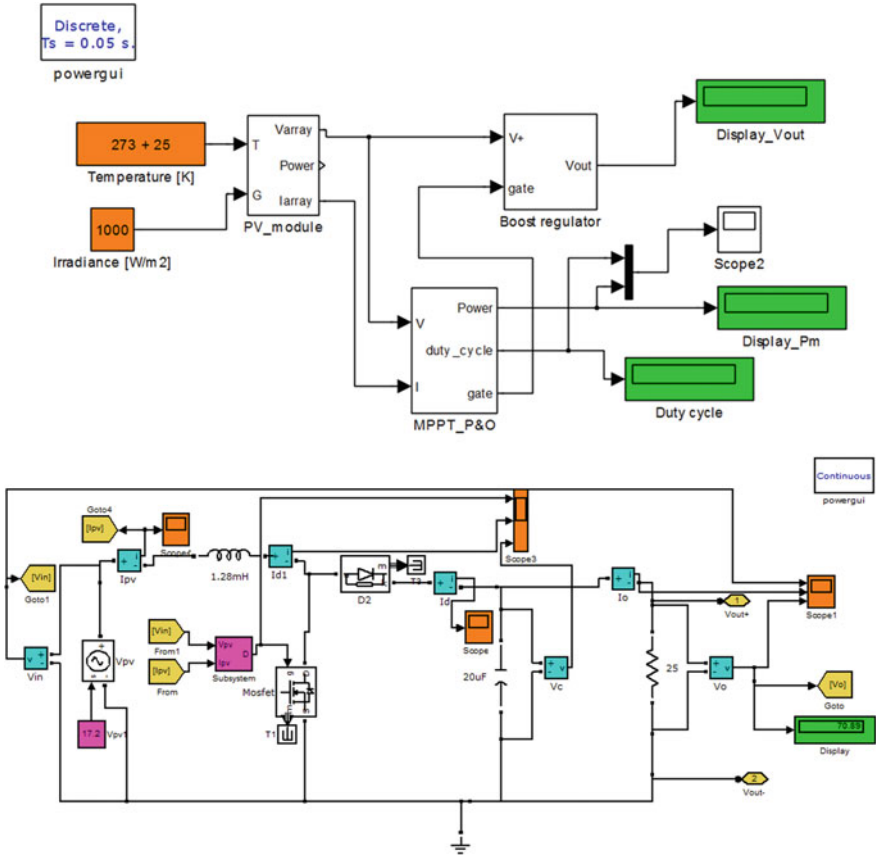 Discrete,
Ts = 0.05 s.
powergui
273 + 25
Temperature [K]
1000
Irradiance [W/m2]
T
G
Varray
Power
Iarray
PV_module
V+
gate
Vout
Boost regulator
Display_Vout
Scope2
V
I
Power
duty_cycle
gate
MPPT_P&O
Display_Pm
Duty cycle
Continuous
powergui
Goto4
[Ipv]
Scope4
[Vin]
Goto1
Ipv
1.28mH
Id1
Scope3
m
T3
D2
Id
Scope
Io
1
Vout+
Scope1
v
Vin
Vpv
17.2
Vpv1
[Vin]
From1
[Ipv]
From
Vpv
Ipv
D
Subsystem
g
Mosfet
m
T1
20uF
v
Vc
25
v
Vo
[Vo]
Goto
70.89
Display
2
Vout-